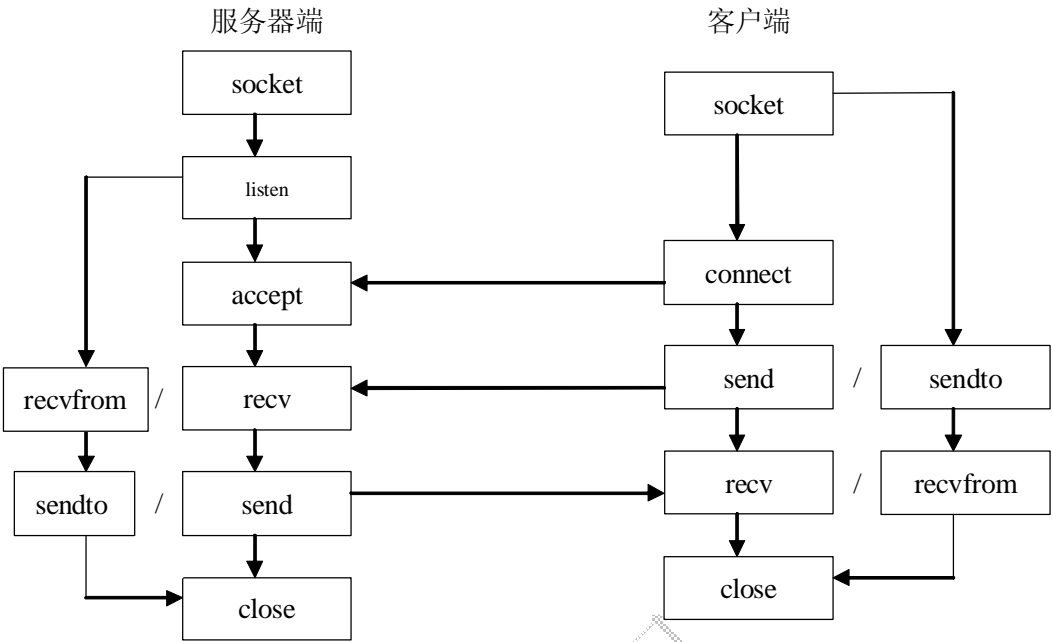 服务器端
客户端
socket
listen
accept
recvfrom / recv
sendto / send
close
socket
connect
send / sendto
recv / recvfrom
close